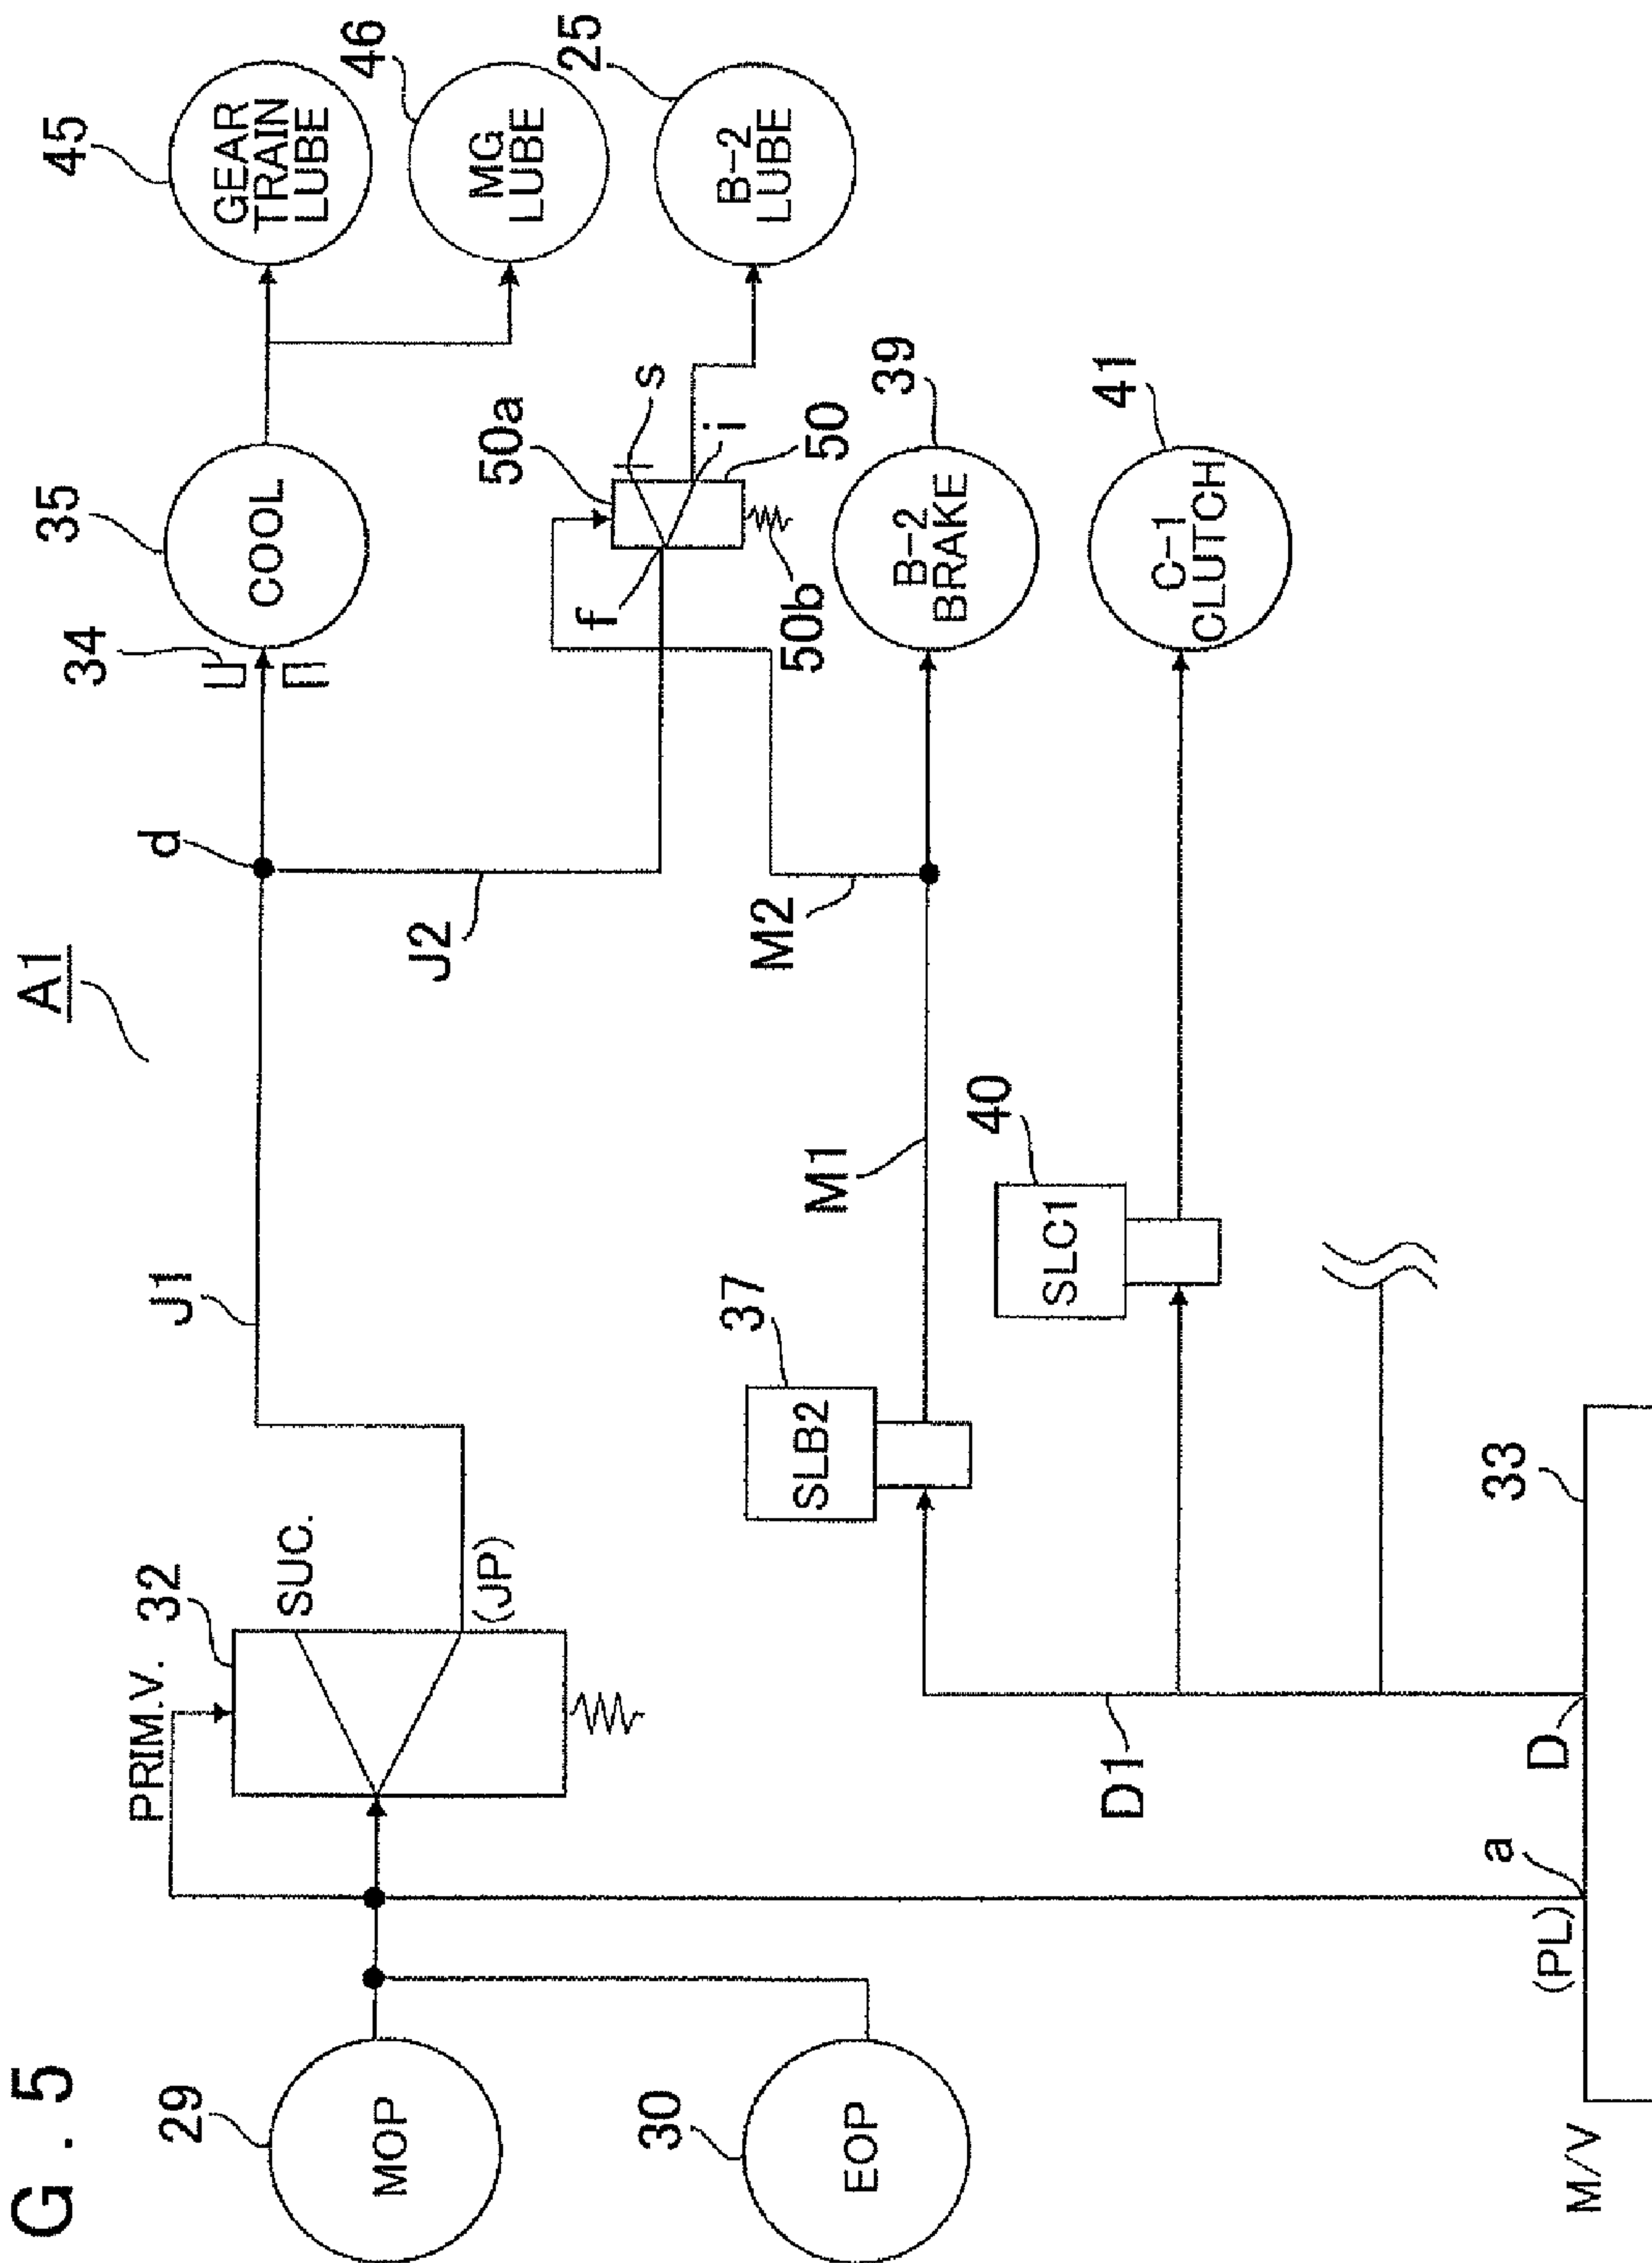 G . 5
A1
29
MOP
30
EOP
PRIM.V.
32
SUC.
(JP)
J1
d
34
35
COOL
45
GEAR
TRAIN
LUBE
46
MG
LUBE
25
B-2
LUBE
J2
f
50a
s
i
50
50b
M2
39
B-2
BRAKE
37
SLB2
M1
40
SLC1
41
C-1
CLUTCH
D1
(PL)
a
D
33
M/V